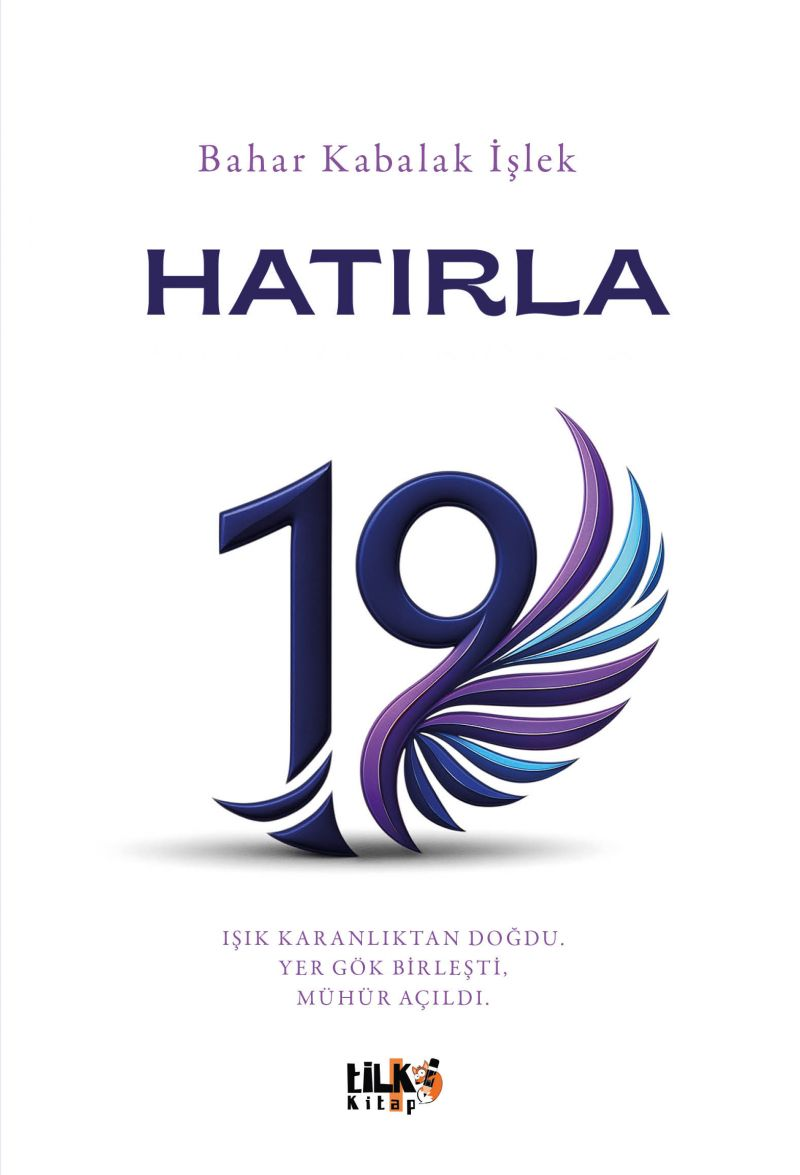 Bahar Kabalak İşlek
HATIRLA
19
IŞIK KARANLIKTAN DOĞDU.
YER GÖK BİRLEŞTİ,
MÜHÜR AÇILDI.
tiLKi
Kitap